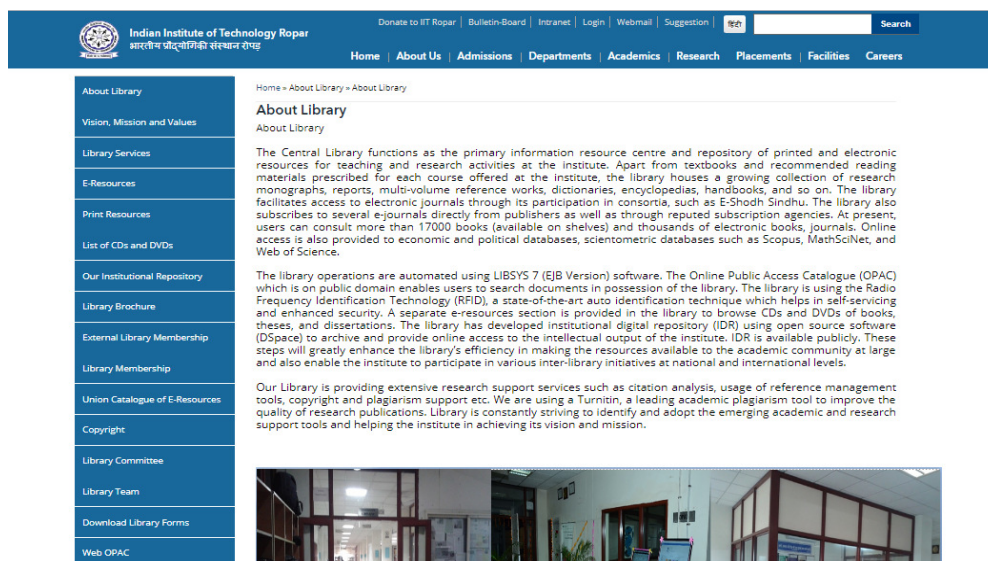 Donate to IIT Ropar | Bulletin-Board | Intranet | Login | Webmail | Suggestion | हिंदी Search
Indian Institute of Technology Ropar
भारतीय प्रौद्योगिकी संस्थान रोपड़
Home | About Us | Admissions | Departments | Academics | Research Placements | Facilities Careers
About Library
Vision, Mission and Values
Library Services
E-Resources
Print Resources
List of CDs and DVDs
Our Institutional Repository
Library Brochure
External Library Membership
Library Membership
Union Catalogue of E-Resources
Copyright
Library Committee
Library Team
Download Library Forms
Web OPAC
Home » About Library » About Library
About Library
About Library
The Central Library functions as the primary information resource centre and repository of printed and electronic
resources for teaching and research activities at the institute. Apart from textbooks and recommended reading
materials prescribed for each course offered at the institute, the library houses a growing collection of research
monographs, reports, multi-volume reference works, dictionaries, encyclopedias, handbooks, and so on. The library
facilitates access to electronic journals through its participation in consortia, such as E-Shodh Sindhu. The library also
subscribes to several e-journals directly from publishers as well as through reputed subscription agencies. At present,
users can consult more than 17000 books (available on shelves) and thousands of electronic books, journals. Online
access is also provided to economic and political databases, scientometric databases such as Scopus, MathSciNet, and
Web of Science.
The library operations are automated using LIBSYS 7 (EJB Version) software. The Online Public Access Catalogue (OPAC)
which is on public domain enables users to search documents in possession of the library. The library is using the Radio
Frequency Identification Technology (RFID), a state-of-the-art auto identification technique which helps in self-servicing
and enhanced security. A separate e-resources section is provided in the library to browse CDs and DVDs of books,
theses, and dissertations. The library has developed institutional digital repository (IDR) using open source software
(DSpace) to archive and provide online access to the intellectual output of the institute. IDR is available publicly. These
steps will greatly enhance the library's efficiency in making the resources available to the academic community at large
and also enable the institute to participate in various inter-library initiatives at national and international levels.
Our Library is providing extensive research support services such as citation analysis, usage of reference management
tools, copyright and plagiarism support etc. We are using a Turnitin, a leading academic plagiarism tool to improve the
quality of research publications. Library is constantly striving to identify and adopt the emerging academic and research
support tools and helping the institute in achieving its vision and mission.